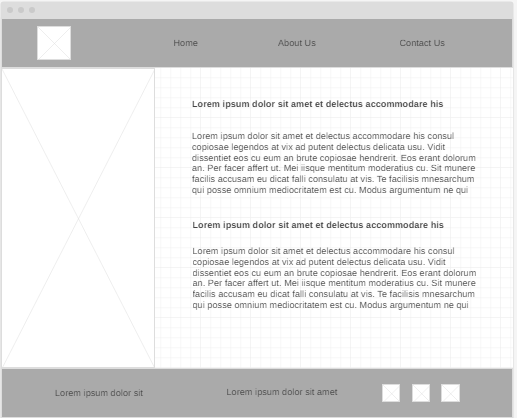 Home
About Us
Contact Us
Lorem ipsum dolor sit amet et delectus accommodare his
Lorem ipsum dolor sit amet et delectus accommodare his consul
copiosae legendos at vix ad putent delectus delicata usu. Vidit
dissentiet eos cu eum an brute copiosae hendrerit. Eos erant dolorum
an. Per facer affert ut. Mei iisque mentitum moderatius cu. Sit munere
facilis accusam eu dicat falli consulatu at vis. Te facilisis mnesarchum
qui posse omnium mediocritatem est cu. Modus argumentum ne qui
Lorem ipsum dolor sit amet et delectus accommodare his
Lorem ipsum dolor sit amet et delectus accommodare his consul
copiosae legendos at vix ad putent delectus delicata usu. Vidit
dissentiet eos cu eum an brute copiosae hendrerit. Eos erant dolorum
an. Per facer affert ut. Mei iisque mentitum moderatius cu. Sit munere
facilis accusam eu dicat falli consulatu at vis. Te facilisis mnesarchum
qui posse omnium mediocritatem est cu. Modus argumentum ne qui
Lorem ipsum dolor sit
Lorem ipsum dolor sit amet